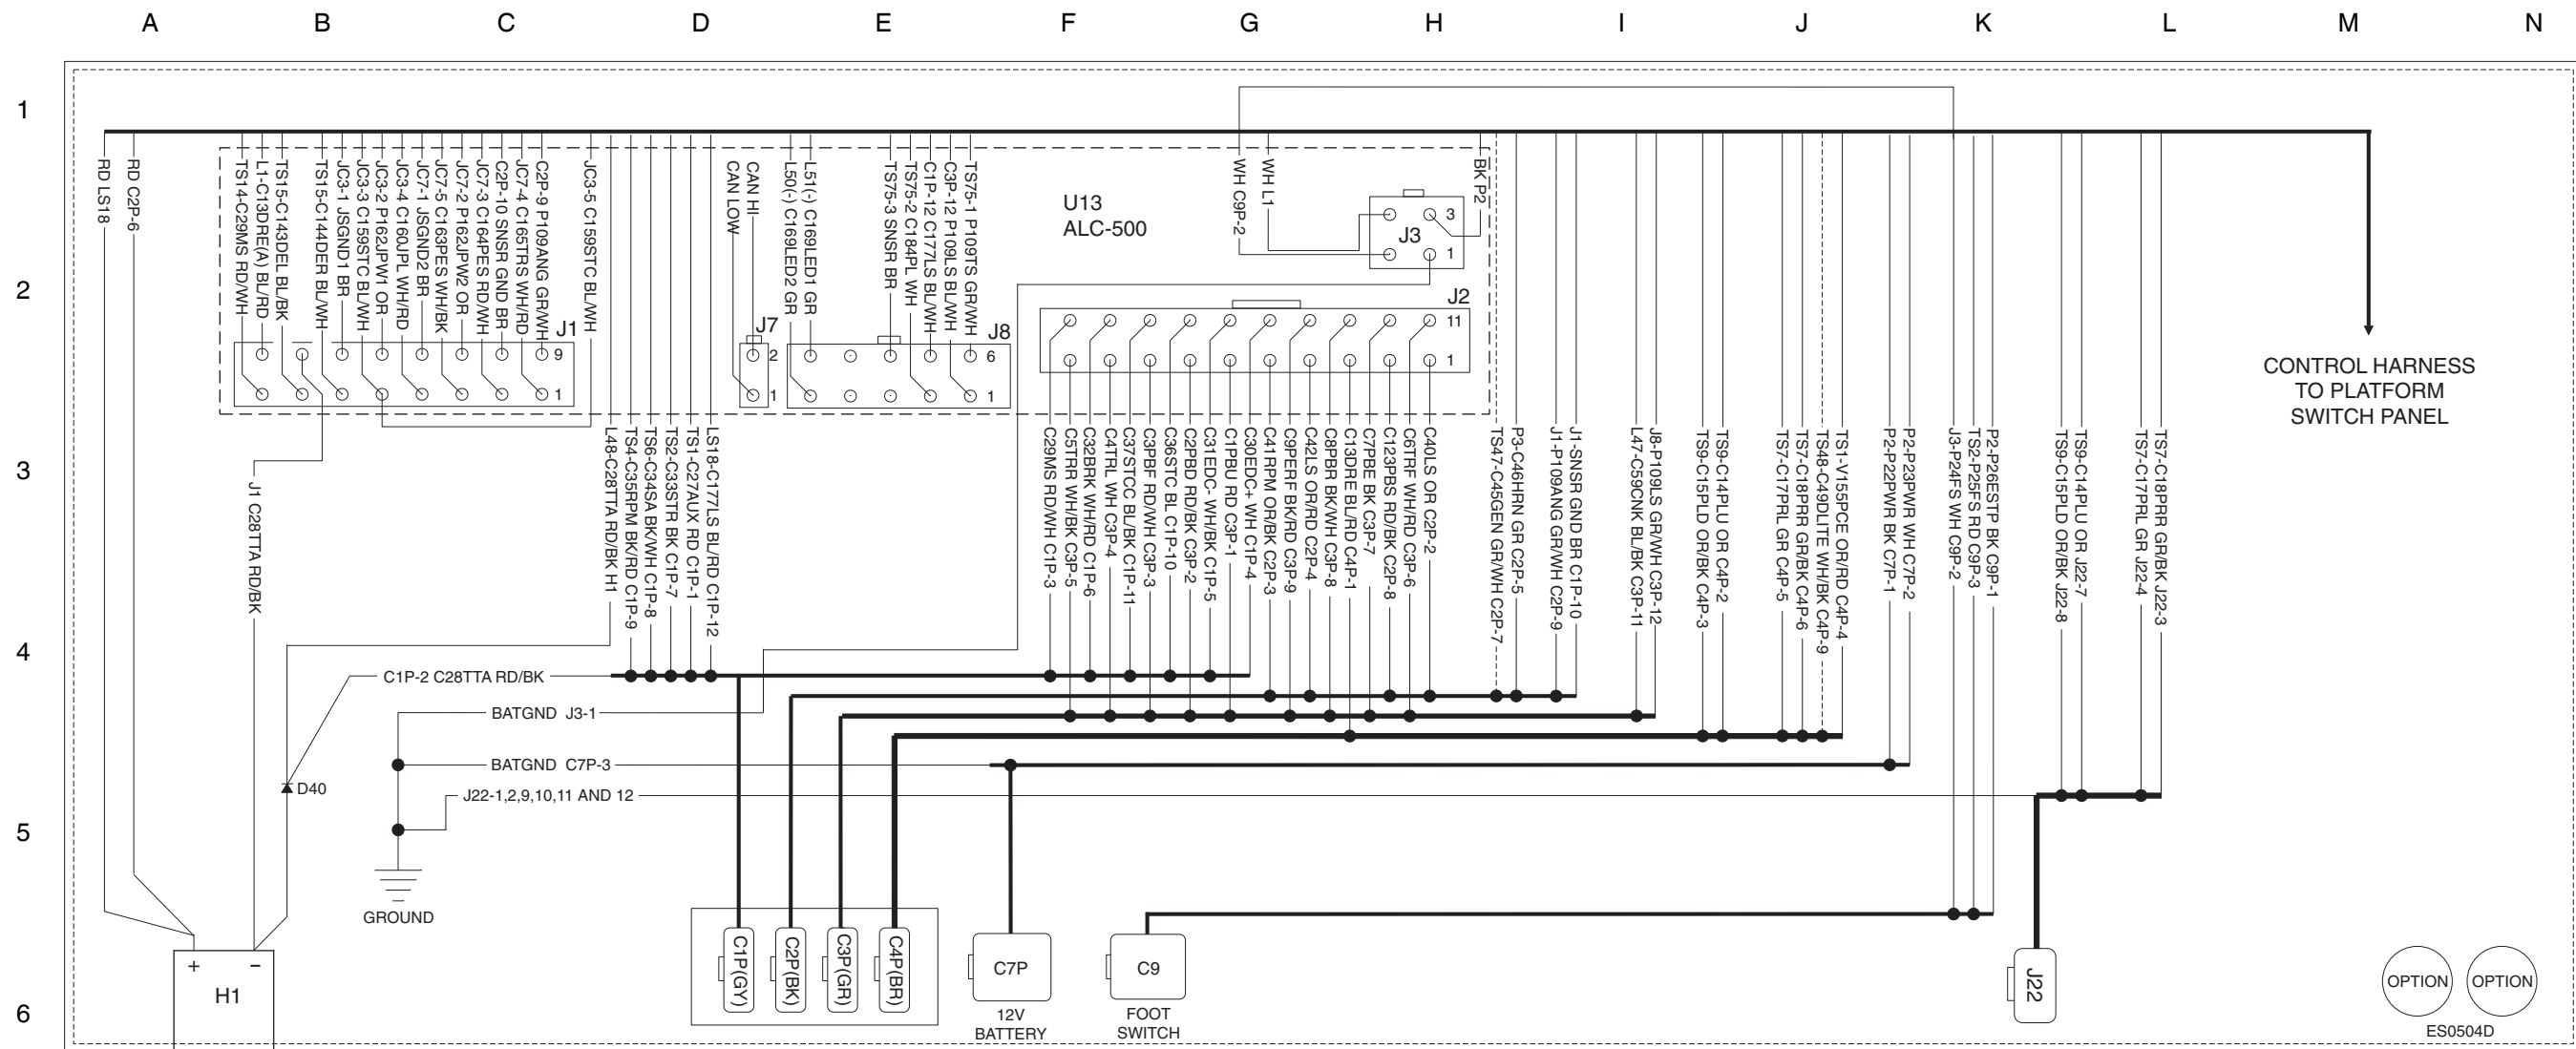 A B C D E F G H I J K L M N
1
2
3
4
5
6
RD LS18
RD C2P-6
TS14-C29MS RD/WH
L1-C13DRE(A) BL/RD
TS15-C143DEL BL/BK
TS15-C144DER BL/WH
JC3-1 JSGND1 BR
JC3-3 C159STC BL/WH
JC3-2 P162JPW1 OR
JC3-4 C160JPL WH/RD
JC7-1 JSGND2 BR
JC7-5 C163PES WH/BK
JC7-2 P162JPW2 OR
JC7-3 C164PES RD/WH
C2P-10 SNSR GND BR
JC7-4 C165TRS WH/RD
C2P-9 P109ANG GR/WH
JC3-5 C159STC BL/WH
J1
9
1
CAN LOW
CAN HI
J7
2
1
L50(-) C169LED2 GR
L51(-) C169LED1 GR
TS75-3 SNSR BR
TS75-2 C184PL WH
C1P-12 C177LS BL/WH
C3P-12 P109LS BL/WH
TS75-1 P109TS GR/WH
J8
6
1
U13
ALC-500
WH C9P-2
WH L1
BK P2
J3
3
1
J2
11
1
CONTROL HARNESS
TO PLATFORM
SWITCH PANEL
J1 C28TTA RD/BK
L48-C28TTA RD/BK H1
TS4-C35RPM BK/RD C1P-9
TS6-C34SA BK/WH C1P-8
TS2-C33STR BK C1P-7
TS1-C27AUX RD C1P-1
LS18-C177LS BL/RD C1P-12
C29MS RD/WH C1P-3
C5TRR WH/BK C3P-5
C32BRK WH/RD C1P-6
C4TRL WH C3P-4
C37STCC BL/BK C1P-11
C3PBF RD/WH C3P-3
C36STC BL C1P-10
C2PBD RD/BK C3P-2
C31EDC- WH/BK C1P-5
C1PBU RD C3P-1
C30EDC+ WH C1P-4
C41RPM OR/BK C2P-3
C9PERF BK/RD C3P-9
C42LS OR/RD C2P-4
C8PBR BK/WH C3P-8
C13DRE BL/RD C4P-1
C7PBE BK C3P-7
C123PBS RD/BK C2P-8
C6TRF WH/RD C3P-6
C40LS OR C2P-2
TS47-C45GEN GR/WH C2P-7
P3-C46HRN GR C2P-5
J1-P109ANG GR/WH C2P-9
J1-SNSR GND BR C1P-10
L47-C59CNK BL/BK C3P-11
J8-P109LS GR/WH C3P-12
TS9-C15PLD OR/BK C4P-3
TS9-C14PLU OR C4P-2
TS7-C17PRL GR C4P-5
TS7-C18PRR GR/BK C4P-6
TS48-C49DLITE WH/BK C4P-9
TS1-V155PCE OR/RD C4P-4
P2-P22PWR BK C7P-1
P2-P23PWR WH C7P-2
J3-P24FS WH C9P-2
TS2-P25FS RD C9P-3
P2-P26ESTP BK C9P-1
TS9-C15PLD OR/BK J22-8
TS9-C14PLU OR J22-7
TS7-C17PRL GR J22-4
TS7-C18PRR GR/BK J22-3
C1P-2 C28TTA RD/BK
BATGND J3-1
BATGND C7P-3
J22-1,2,9,10,11 AND 12
D40
GROUND
+ −
H1
C1P(GY)
C2P(BK)
C3P(GR)
C4P(BR)
C7P
12V
BATTERY
C9
FOOT
SWITCH
J22
OPTION
OPTION
ES0504D